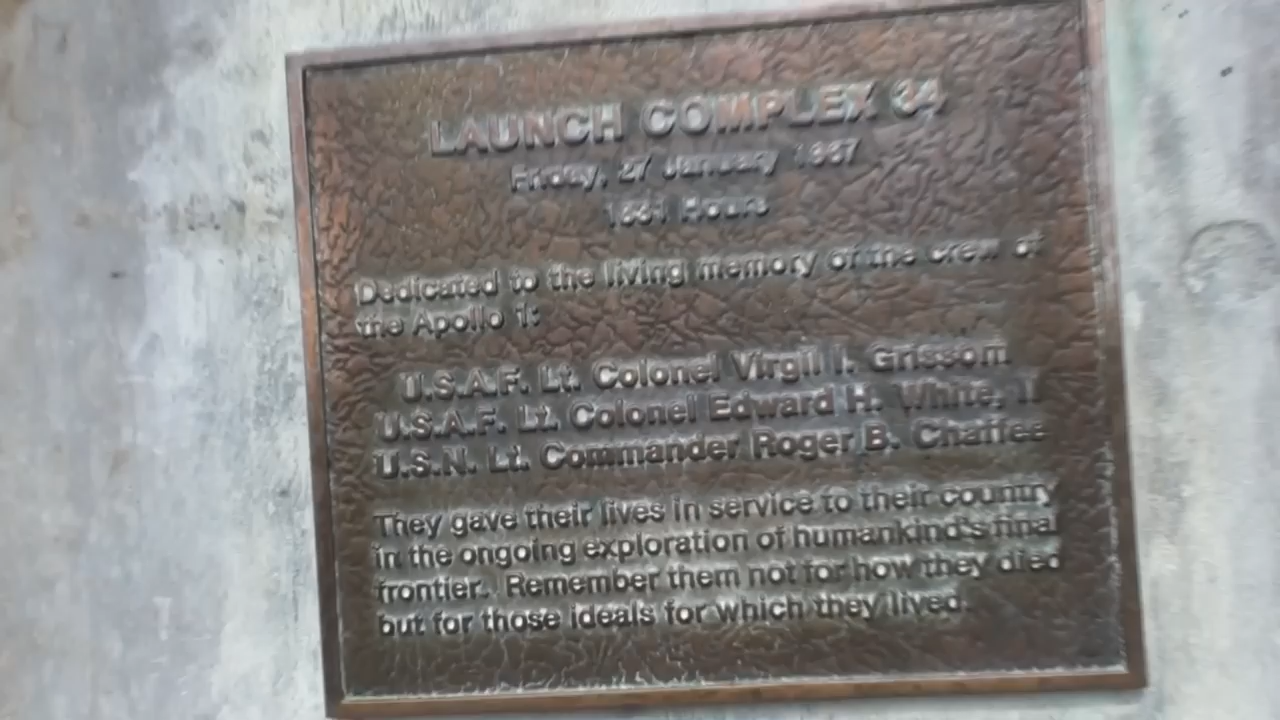 LAUNCH COMPLEX 34
Friday, 27 January 1967
1831 Hours
Dedicated to the living memory of the crew of
the Apollo 1:
U.S.A.F. Lt. Colonel Virgil I. Grissom
U.S.A.F. Lt. Colonel Edward H. White, II
U.S.N. Lt. Commander Roger B. Chaffee
They gave their lives in service to their country
in the ongoing exploration of humankind's final
frontier. Remember them not for how they died
but for those ideals for which they lived.